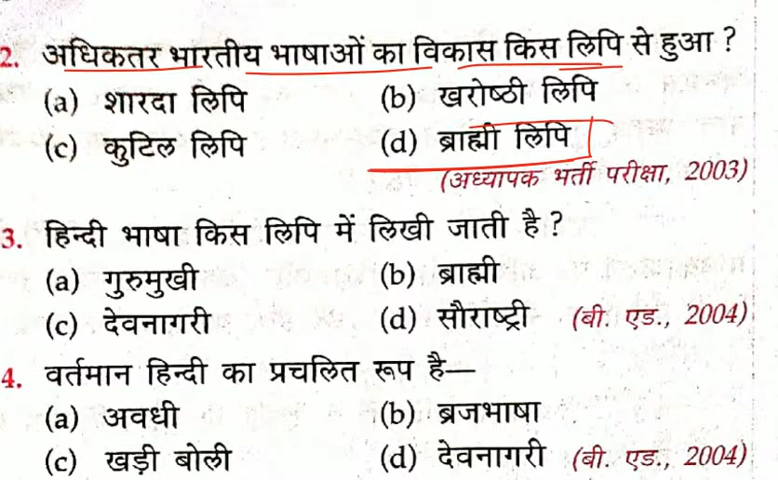 2. अधिकतर भारतीय भाषाओं का विकास किस लिपि से हुआ ?
(a) शारदा लिपि (b) खरोष्ठी लिपि
(c) कुटिल लिपि (d) ब्राह्मी लिपि
(अध्यापक भर्ती परीक्षा, 2003)
3. हिन्दी भाषा किस लिपि में लिखी जाती है ?
(a) गुरुमुखी (b) ब्राह्मी
(c) देवनागरी (d) सौराष्ट्री (बी. एड., 2004)
4. वर्तमान हिन्दी का प्रचलित रूप है—
(a) अवधी (b) ब्रजभाषा
(c) खड़ी बोली (d) देवनागरी (बी. एड., 2004)